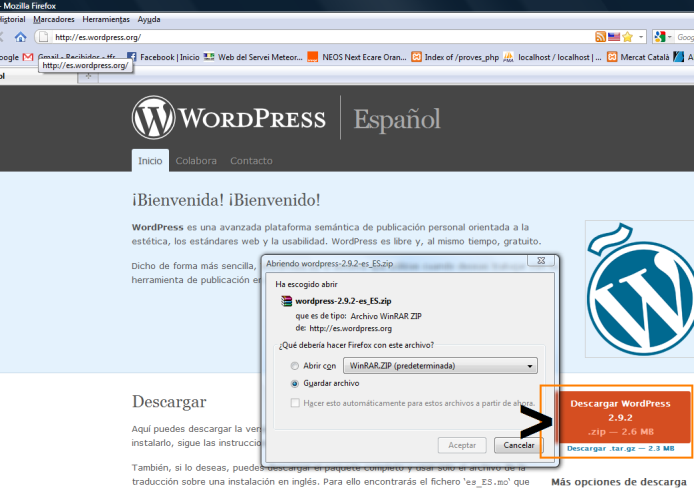 - Mozilla Firefox
Historial Marcadores Herramientas Ayuda
http://es.wordpress.org/
Goog
oogle Gmail - Recibidos - tfr... Facebook | Inicio Web del Servei Meteor... NEOS Next Ecare Oran... Index of /proves_php localhost / localhost | ... Mercat Català A
http://es.wordpress.org/
ol
WORDPRESS Español
Inicio Colabora Contacto
¡Bienvenida! ¡Bienvenido!
WordPress es una avanzada plataforma semántica de publicación personal orientada a la
estética, los estándares web y la usabilidad. WordPress es libre y, al mismo tiempo, gratuito.
Dicho de forma más sencilla,
herramienta de publicación en
Abriendo wordpress-2.9.2-es_ES.zip
Ha escogido abrir
wordpress-2.9.2-es_ES.zip
que es de tipo: Archivo WinRAR ZIP
de: http://es.wordpress.org
¿Qué debería hacer Firefox con este archivo?
Abrir con WinRAR.ZIP (predeterminada)
Guardar archivo
Hacer esto automáticamente para estos archivos a partir de ahora.
Aceptar Cancelar
>
Descargar WordPress
2.9.2
.zip — 2.6 MB
Descargar .tar.gz — 2.3 MB
Más opciones de descarga
Descargar
Aquí puedes descargar la vers
instalarlo, sigue las instruccio
También, si lo deseas, puedes descargar el paquete completo y usar sólo el archivo de la
traducción sobre una instalación en inglés. Para ello encontrarás el fichero 'es_ES.mo' que